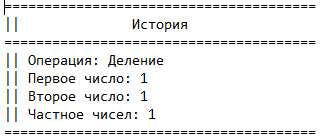 =======================================
||              История
=======================================
|| Операция: Деление
|| Первое число: 1
|| Второе число: 1
|| Частное чисел: 1
=======================================